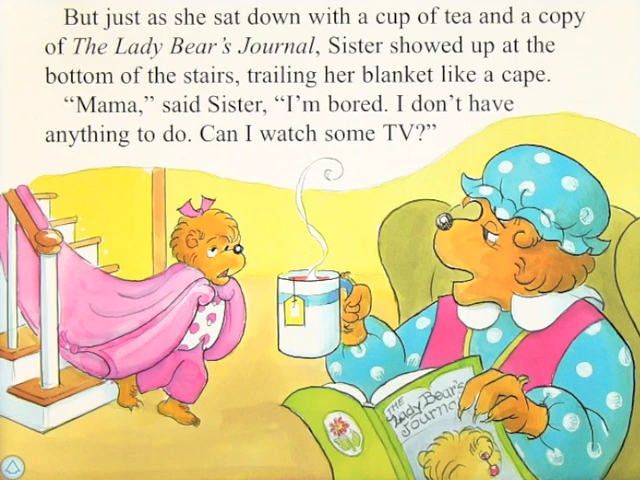 But just as she sat down with a cup of tea and a copy
of The Lady Bear’s Journal, Sister showed up at the
bottom of the stairs, trailing her blanket like a cape.
“Mama,” said Sister, “I’m bored. I don’t have
anything to do. Can I watch some TV?”
THE
Lady Bear's
Journal